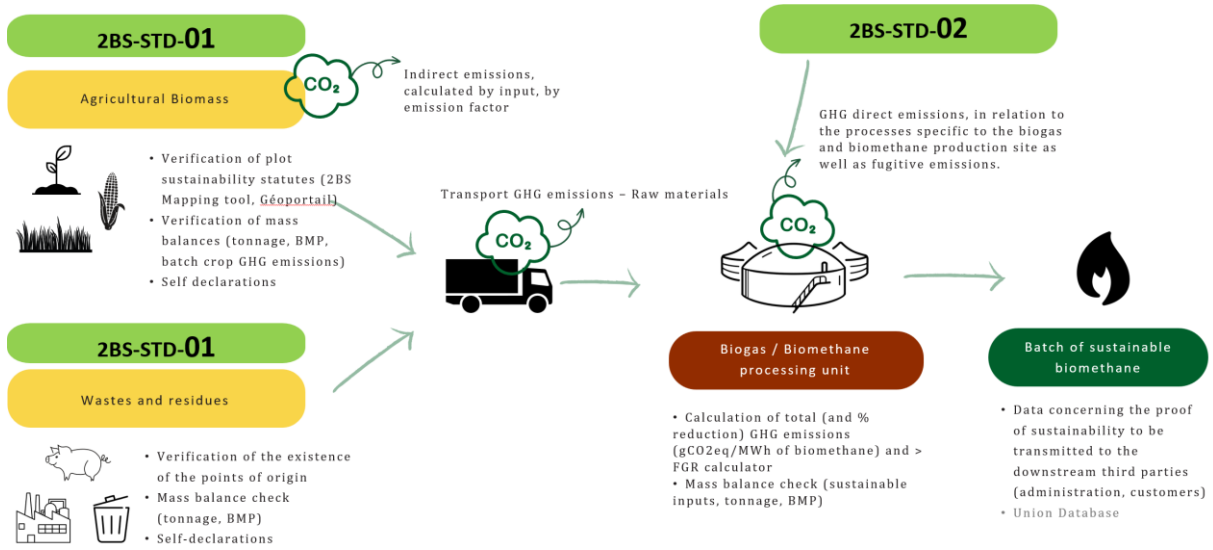 2BS-STD-01
Agricultural Biomass
CO₂
Indirect emissions,
calculated by input, by
emission factor
• Verification of plot
sustainability statutes (2BS
Mapping tool, Géoportail)
• Verification of mass
balances (tonnage, BMP,
batch crop GHG emissions)
• Self declarations
2BS-STD-01
Wastes and residues
• Verification of the existence
of the points of origin
• Mass balance check
(tonnage, BMP)
• Self-declarations
Transport GHG emissions – Raw materials
CO₂
2BS-STD-02
GHG direct emissions, in relation to
the processes specific to the biogas
and biomethane production site as
well as fugitive emissions.
CO₂
Biogas / Biomethane
processing unit
• Calculation of total (and %
reduction) GHG emissions
(gCO2eq/MWh of biomethane) and >
FGR calculator
• Mass balance check (sustainable
inputs, tonnage, BMP)
Batch of sustainable
biomethane
• Data concerning the proof
of sustainability to be
transmitted to the
downstream third parties
(administration, customers)
• Union Database